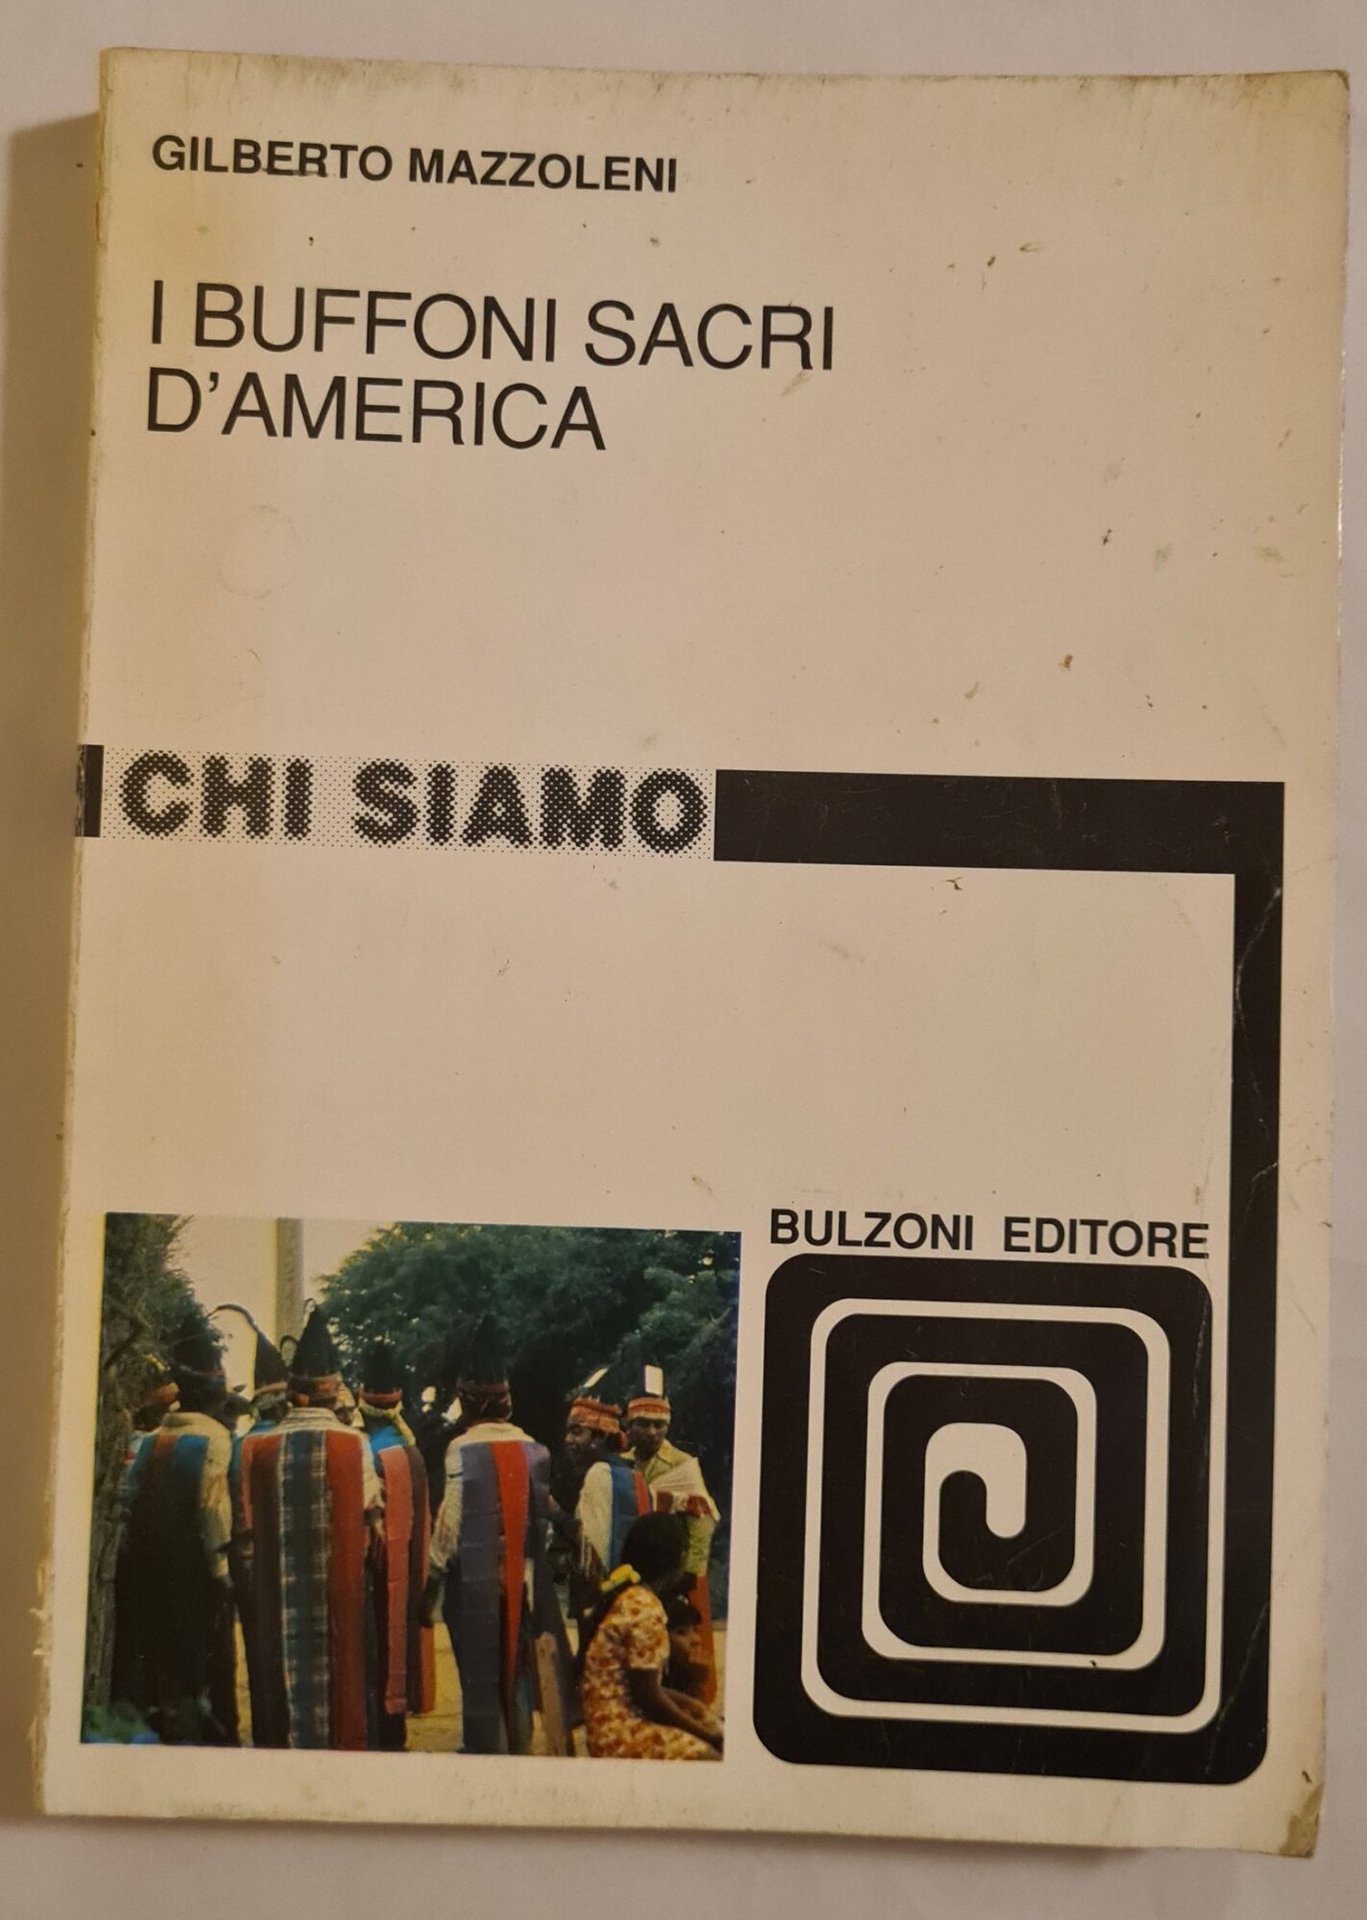 GILBERTO MAZZOLENI
I BUFFONI SACRI
D'AMERICA
CHI SIAMO
BULZONI EDITORE